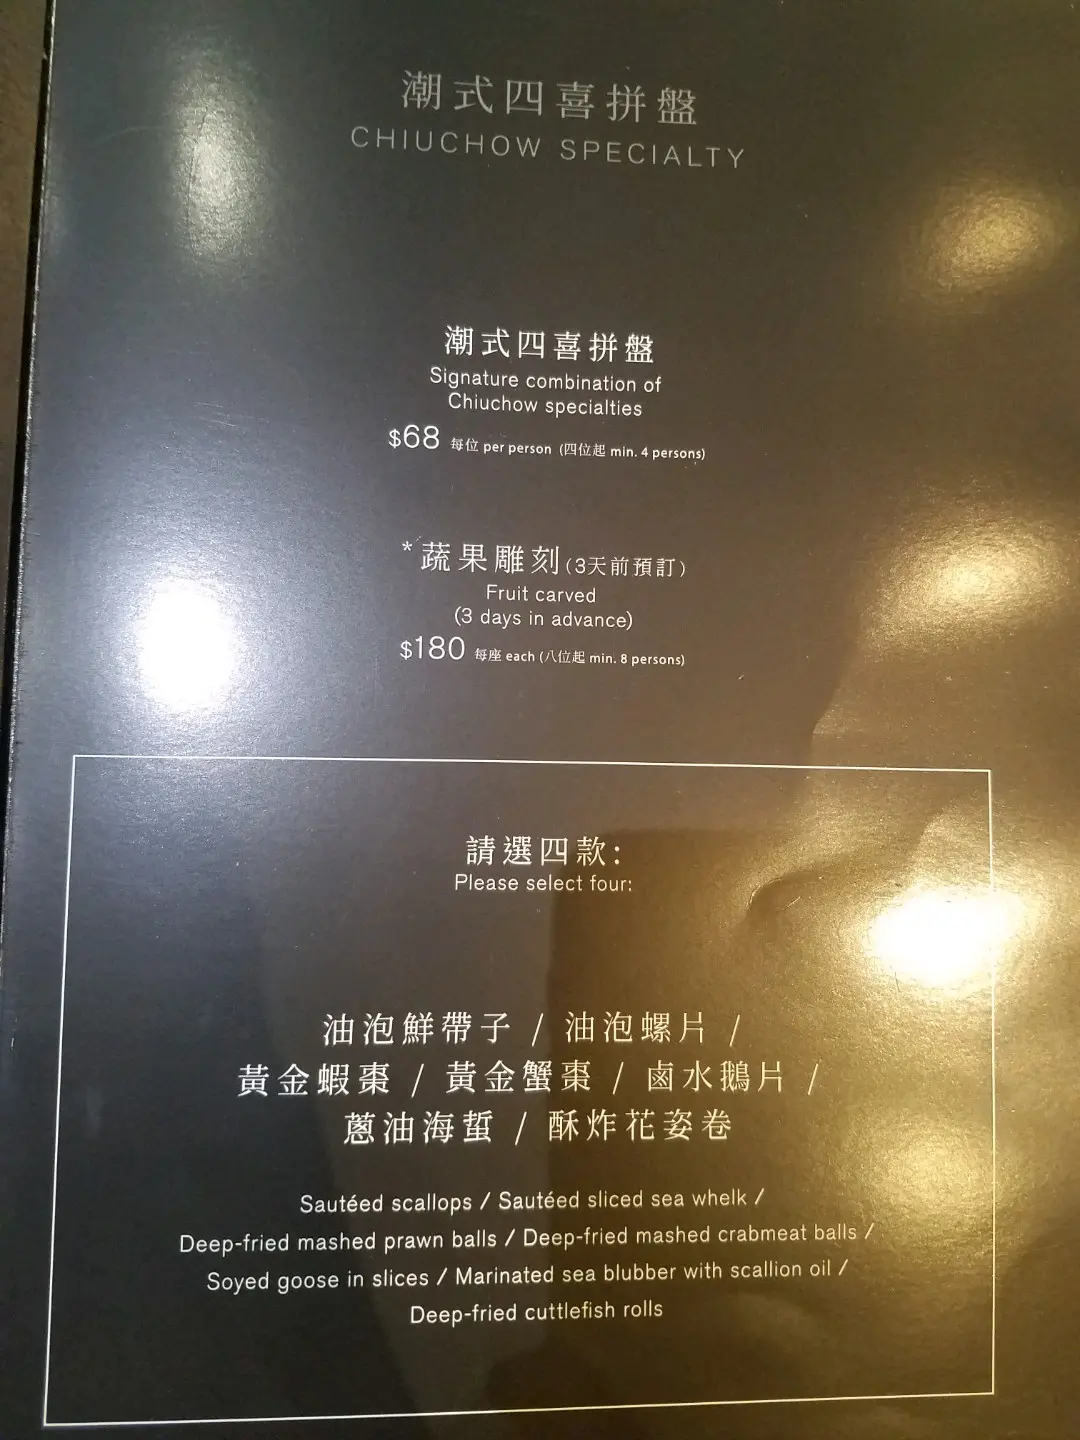 潮式四喜拼盤
CHIUCHOW SPECIALTY
潮式四喜拼盤
Signature combination of
Chiuchow specialties
$68 每位 per person (四位起 min. 4 persons)
*蔬果雕刻(3天前預訂)
Fruit carved
(3 days in advance)
$180 每座 each (八位起 min. 8 persons)
請選四款:
Please select four:
油泡鮮帶子 / 油泡螺片 /
黃金蝦棗 / 黃金蟹棗 / 鹵水鵝片 /
蔥油海蜇 / 酥炸花姿卷
Sautéed scallops / Sautéed sliced sea whelk /
Deep-fried mashed prawn balls / Deep-fried mashed crabmeat balls /
Soyed goose in slices / Marinated sea blubber with scallion oil /
Deep-fried cuttlefish rolls